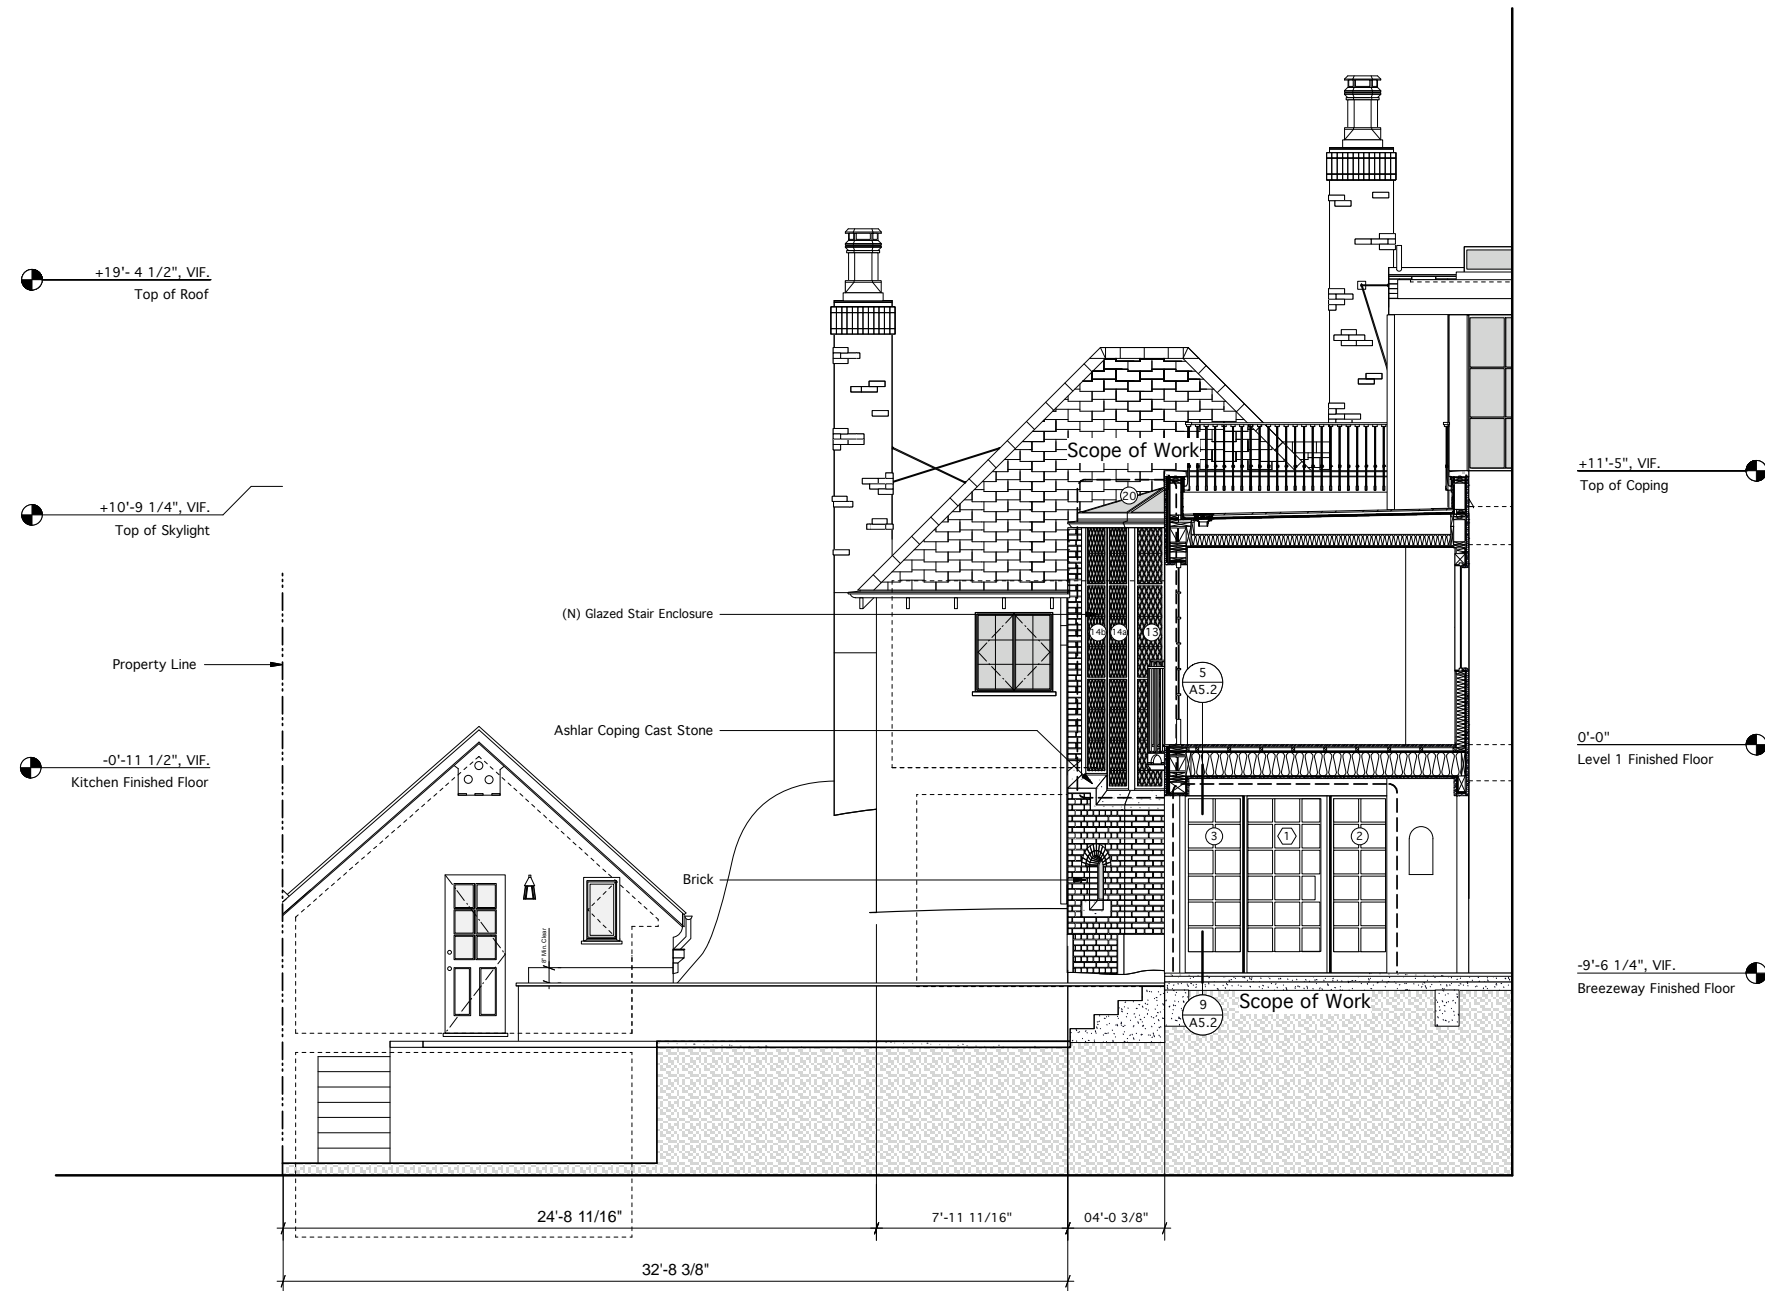 +19'- 4 1/2", VIF.
Top of Roof
Scope of Work
+11'-5", VIF.
Top of Coping
20
+10'-9 1/4", VIF.
Top of Skylight
(N) Glazed Stair Enclosure
14b
14a
13
Property Line
5
A5.2
Ashlar Coping Cast Stone
0'-0"
Level 1 Finished Floor
-0'-11 1/2", VIF.
Kitchen Finished Floor
3
1
2
Brick
8" Min. Clear
-9'-6 1/4", VIF.
Breezeway Finished Floor
9
A5.2
Scope of Work
24'-8 11/16"
7'-11 11/16"
04'-0 3/8"
32'-8 3/8"